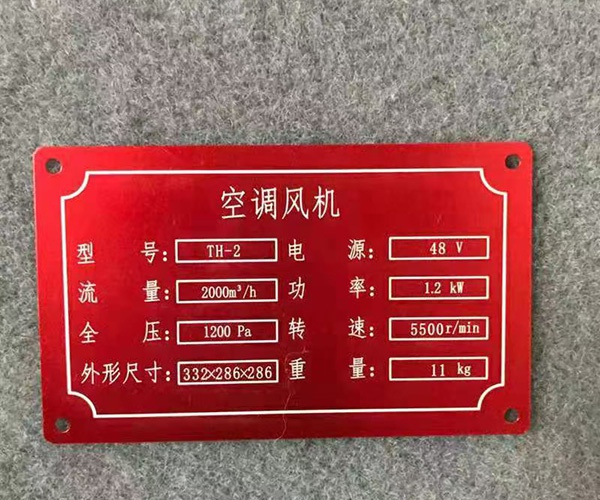 空调风机
型 号: TH-2 电 源: 48 V
流 量: 2000m³/h 功 率: 1.2 kW
全 压: 1200 Pa 转 速: 5500r/min
外形尺寸: 332×286×286 重 量: 11 kg